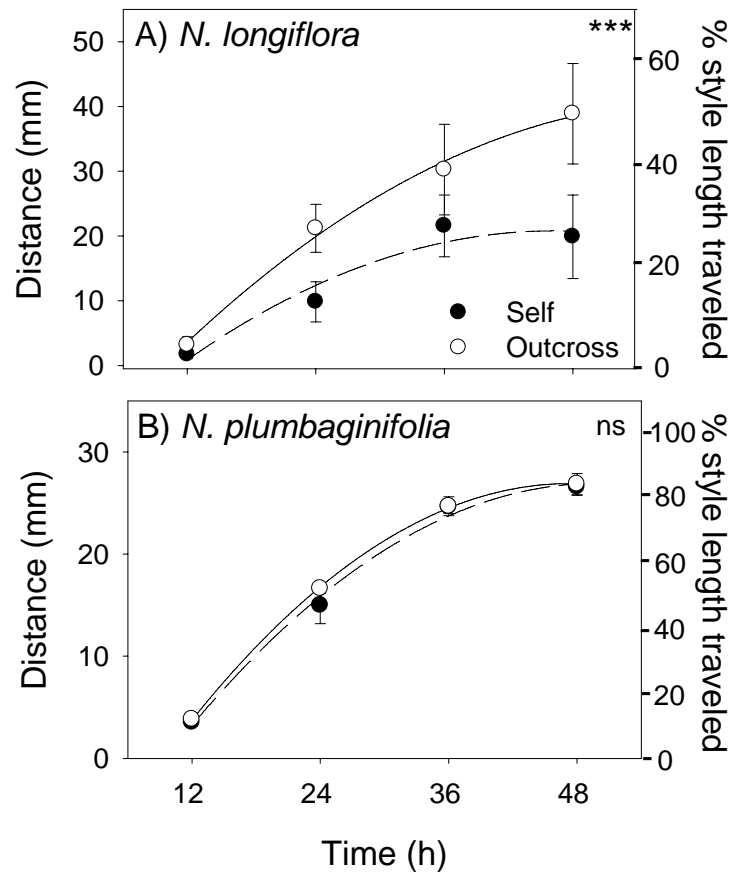 A) N. longiflora
***
50
40
30
20
10
0
Distance (mm)
60
40
20
0
% style length traveled
Self
Outcross
B) N. plumbaginifolia
ns
30
20
10
0
Distance (mm)
100
80
60
40
20
0
% style length traveled
12 24 36 48
Time (h)